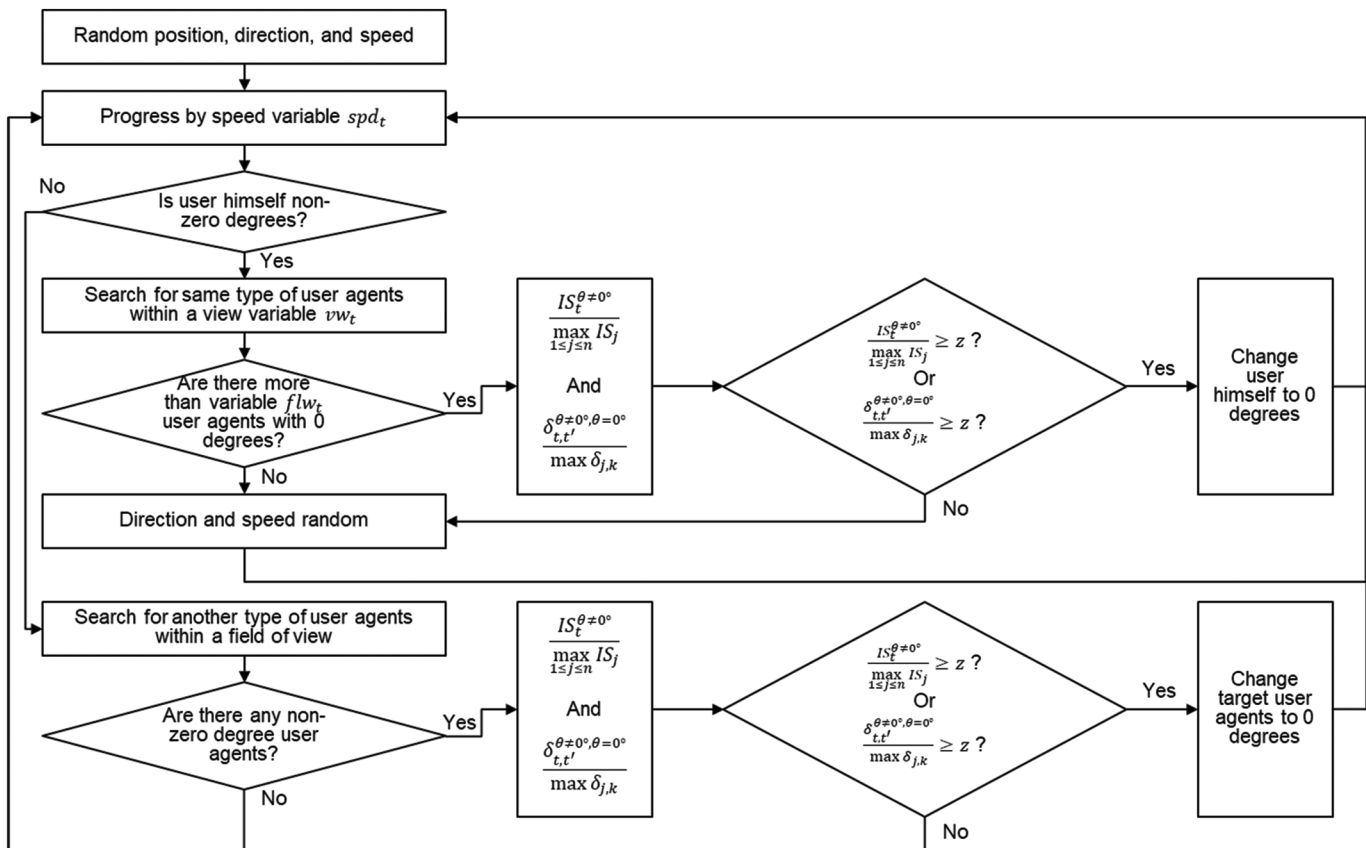 Random position, direction, and speed
Progress by speed variable spd_t
No
Is user himself non-
zero degrees?
Yes
Search for same type of user agents
within a view variable vw_t
Are there more
than variable flw_t
user agents with 0
degrees?
Yes
No
IS_t^{θ≠0°}
max_{1≤j≤n} IS_j
And
δ_{t,t′}^{θ≠0°,θ=0°}
max δ_{j,k}
IS_t^{θ≠0°} / max_{1≤j≤n} IS_j ≥ z ?
Or
δ_{t,t′}^{θ≠0°,θ=0°} / max δ_{j,k} ≥ z ?
Yes
No
Change
user
himself to 0
degrees
Direction and speed random
Search for another type of user agents
within a field of view
Are there any non-
zero degree user
agents?
Yes
No
IS_t^{θ≠0°}
max_{1≤j≤n} IS_j
And
δ_{t,t′}^{θ≠0°,θ=0°}
max δ_{j,k}
IS_t^{θ≠0°} / max_{1≤j≤n} IS_j ≥ z ?
Or
δ_{t,t′}^{θ≠0°,θ=0°} / max δ_{j,k} ≥ z ?
Yes
No
Change
target user
agents to 0
degrees